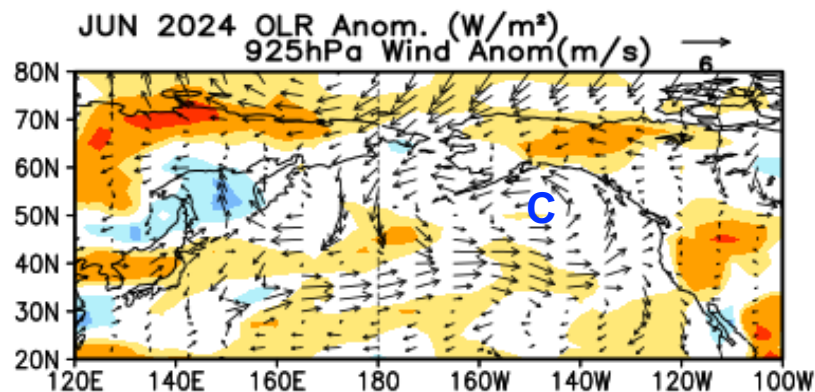 JUN 2024 OLR Anom. (W/m²)
925hPa Wind Anom(m/s)
6
80N
70N
60N
50N
40N
30N
20N
C
120E 140E 160E 180 160W 140W 120W 100W